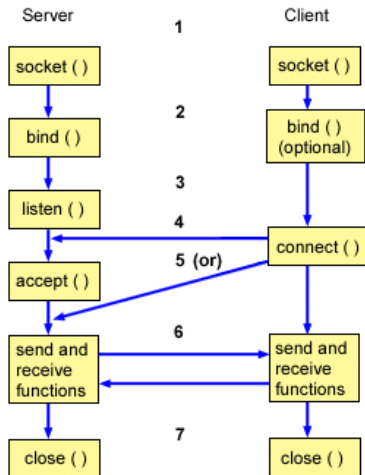 Server
Client
1
socket ( )
socket ( )
2
bind ( )
bind ( )
(optional)
3
listen ( )
4
connect ( )
5 (or)
accept ( )
6
send and
receive
functions
send and
receive
functions
7
close ( )
close ( )